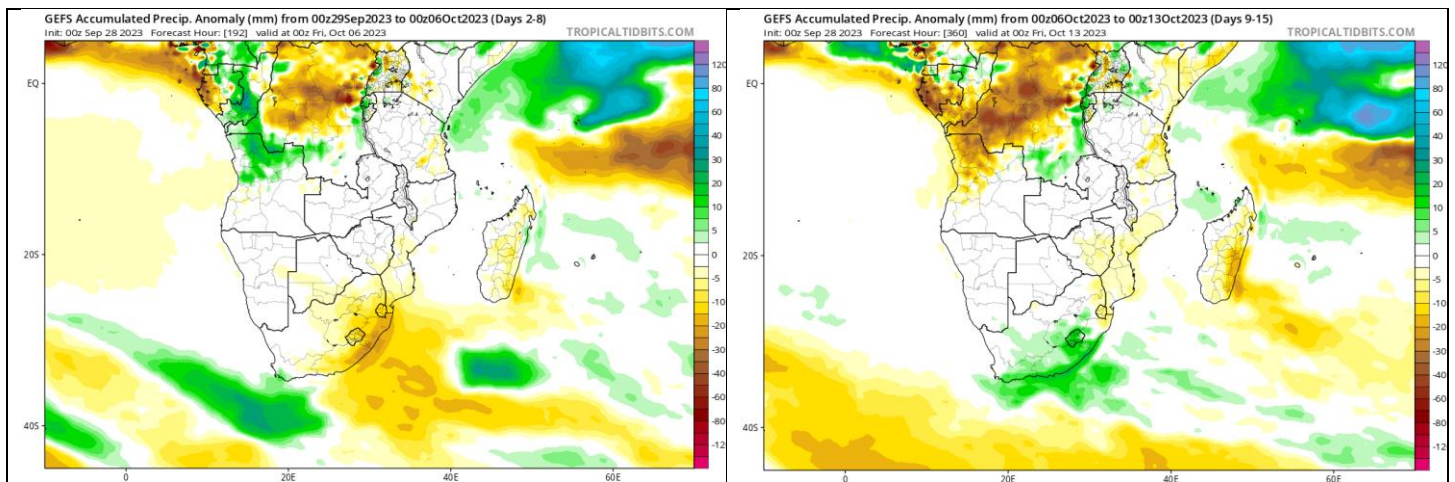 GEFS Accumulated Precip. Anomaly (mm) from 00z29Sep2023 to 00z06Oct2023 (Days 2-8)
Init: 00z Sep 28 2023 Forecast Hour: [192] valid at 00z Fri, Oct 06 2023 TROPICALTIDBITS.COM
EQ
20S
40S
0
20E
40E
60E
120
80
60
40
30
20
10
5
0
-5
-10
-20
-30
-40
-60
-80
-12
GEFS Accumulated Precip. Anomaly (mm) from 00z06Oct2023 to 00z13Oct2023 (Days 9-15)
Init: 00z Sep 28 2023 Forecast Hour: [360] valid at 00z Fri, Oct 13 2023 TROPICALTIDBITS.COM
EQ
20S
40S
0
20E
40E
60E
120
80
60
40
30
20
10
5
0
-5
-10
-20
-30
-40
-60
-80
-12